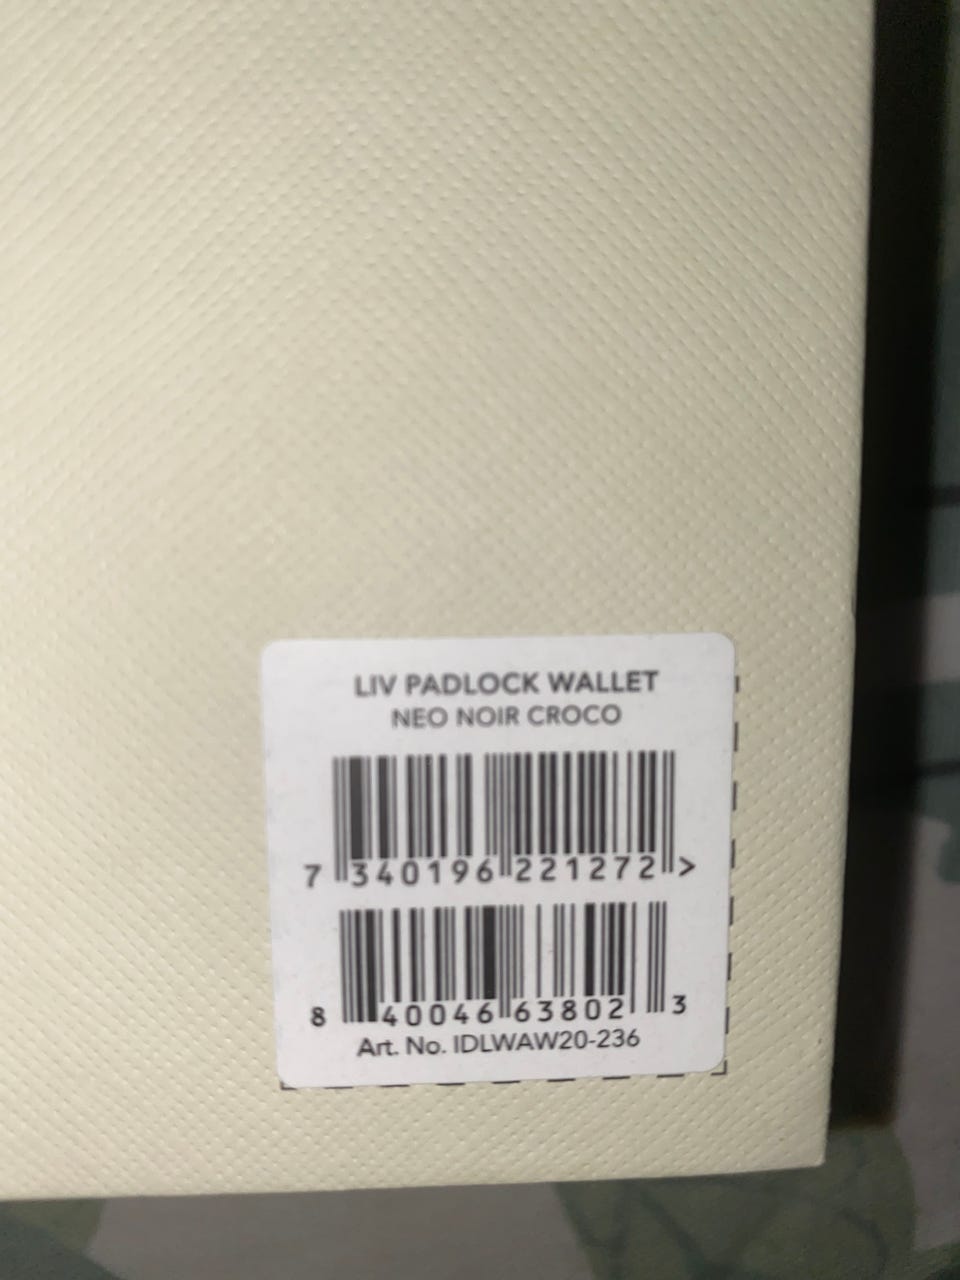 LIV PADLOCK WALLET
NEO NOIR CROCO
7 340196 221272 >
8 40046 63802 3
Art. No. IDLWAW20-236